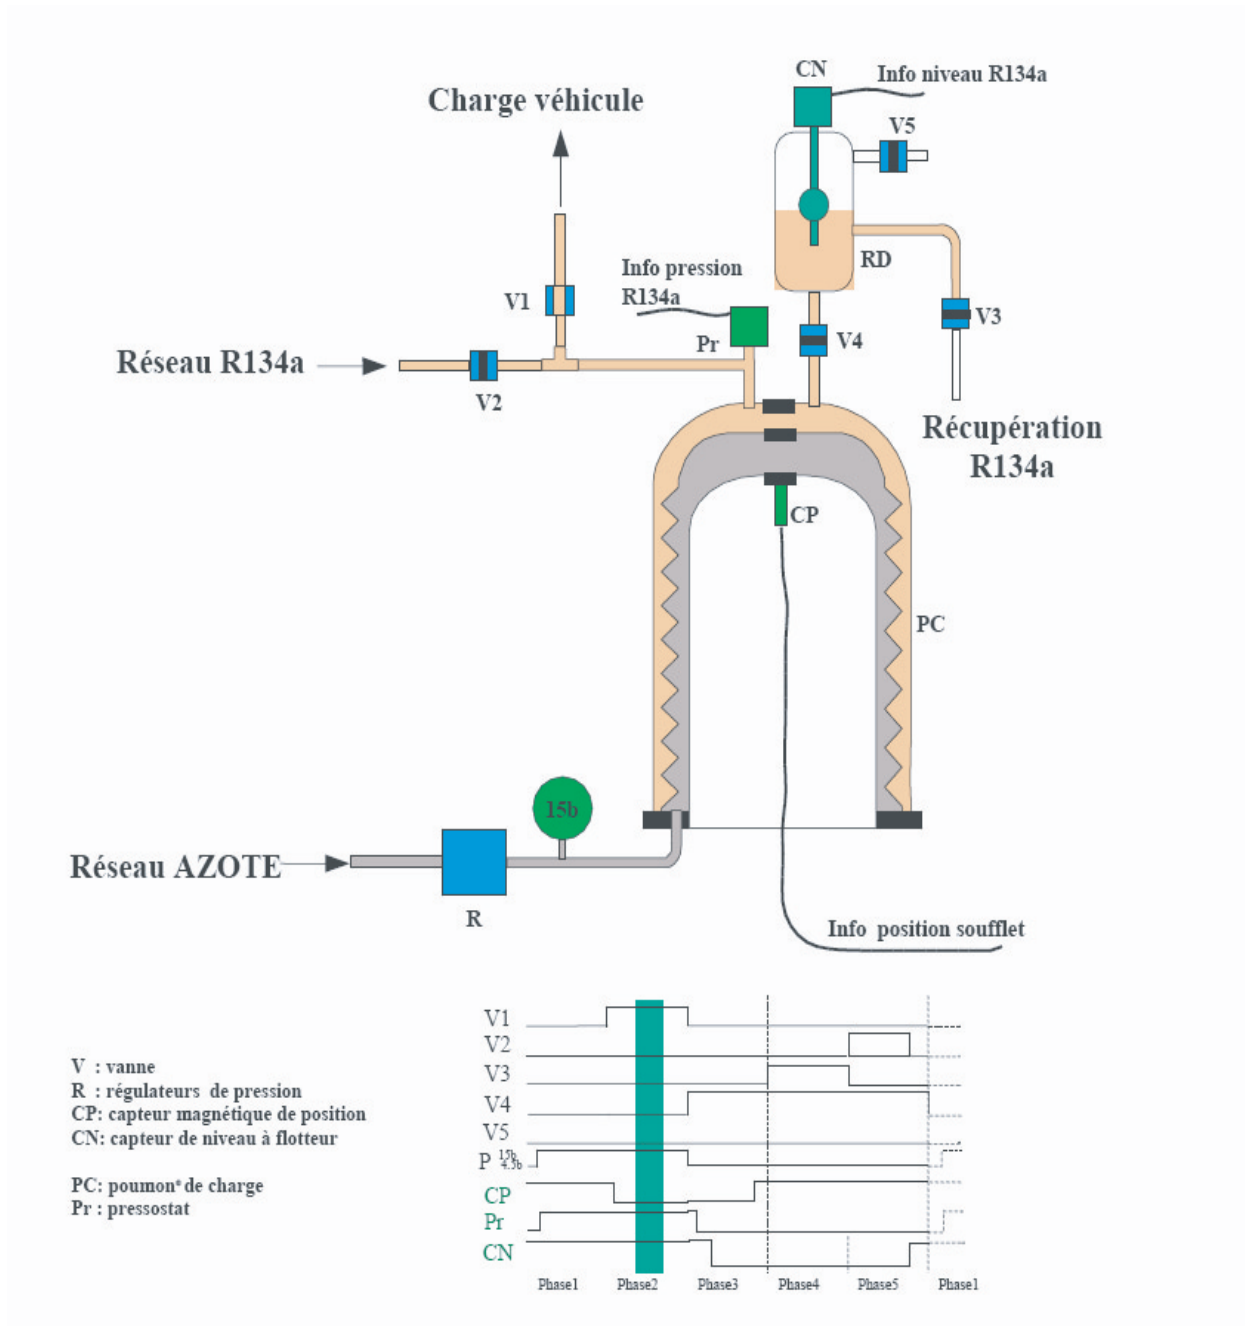 CN
Info niveau R134a
Charge véhicule
V5
RD
Info pression
R134a
V1
Pr
V4
V3
Réseau R134a
V2
Récupération
R134a
CP
PC
15b
Réseau AZOTE
R
Info position soufflet
V : vanne
R : régulateurs de pression
CP: capteur magnétique de position
CN: capteur de niveau à flotteur
PC: poumon* de charge
Pr : pressostat
V1
V2
V3
V4
V5
P 15b
4.5b
CP
Pr
CN
Phase1 Phase2 Phase3 Phase4 Phase5 Phase1